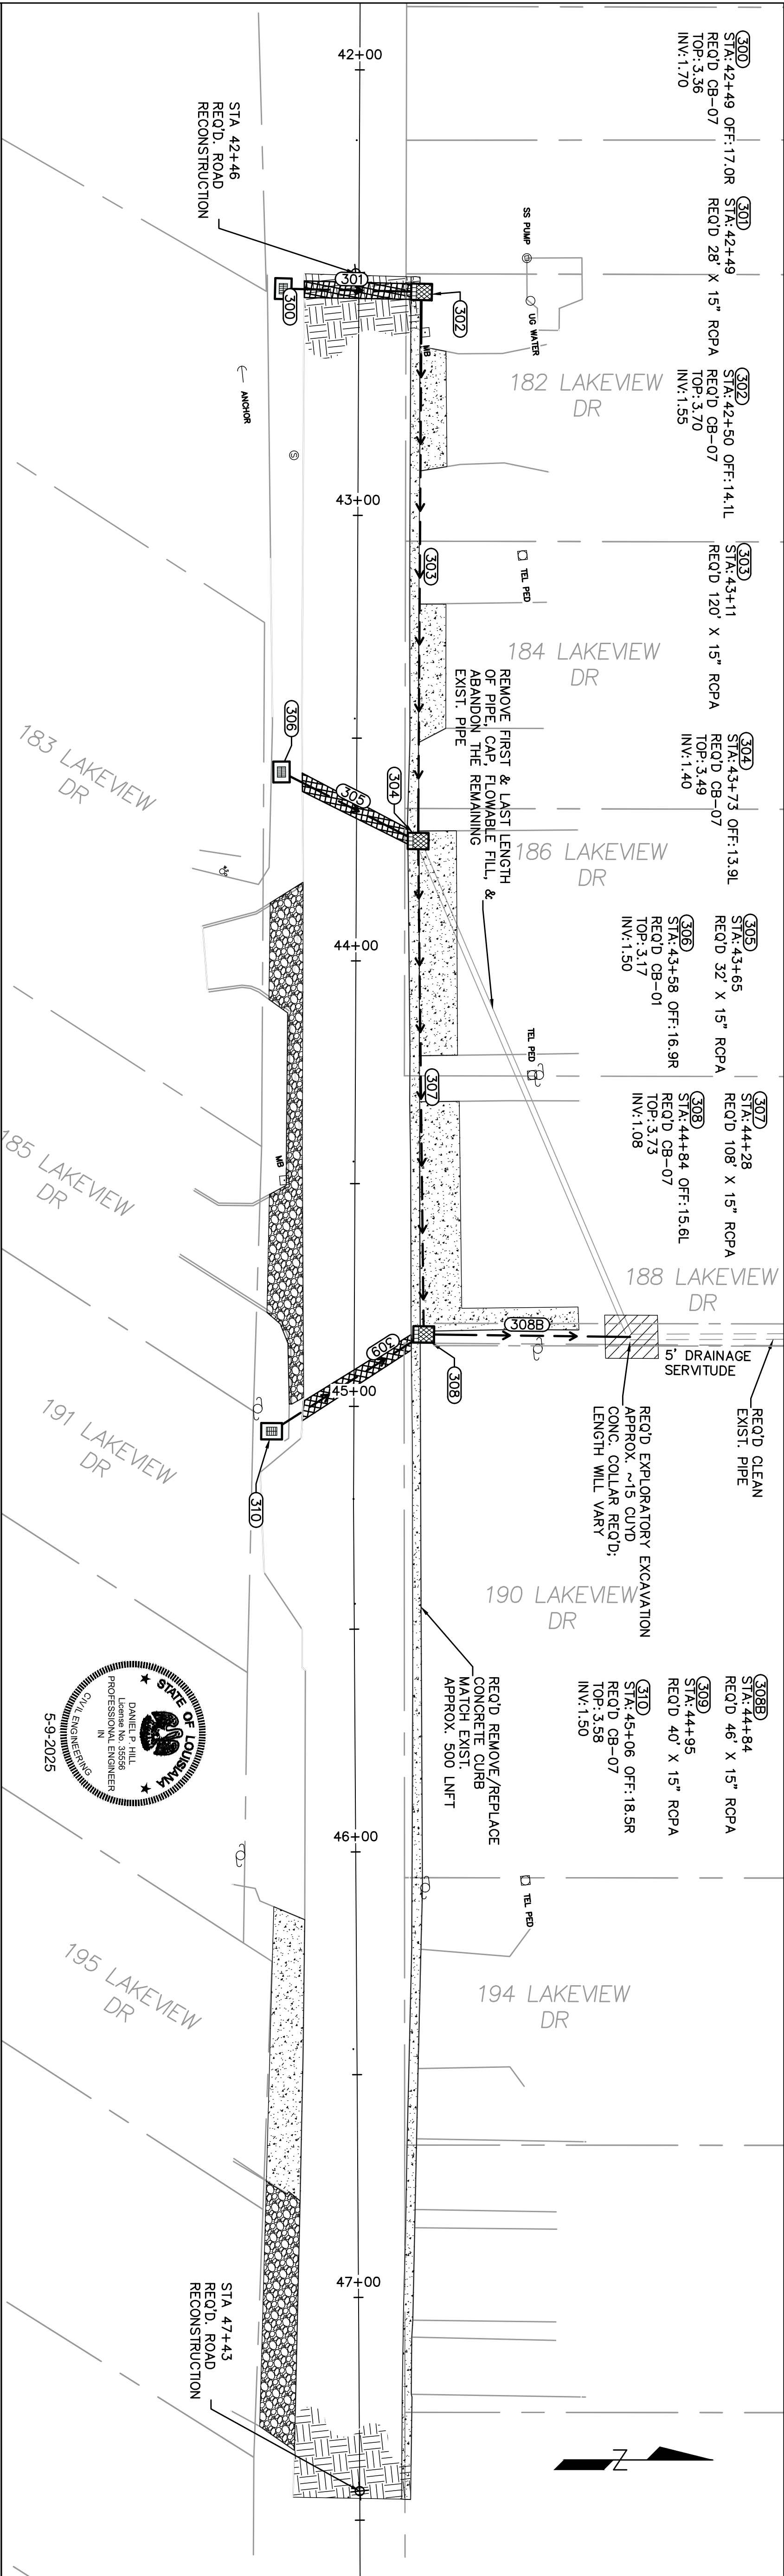 300
STA: 42+49 OFF:17.0R
REQ'D CB-07
TOP:3.36
INV:1.70
301
STA: 42+49
REQ'D 28' X 15" RCPA
302
STA: 42+50 OFF:14.1L
REQ'D CB-07
TOP:3.70
INV:1.55
303
STA: 43+11
REQ'D 120' X 15" RCPA
304
STA: 43+73 OFF:13.9L
REQ'D CB-07
TOP:3.49
INV:1.40
305
STA: 43+65
REQ'D 32' X 15" RCPA
306
STA: 43+58 OFF:16.9R
REQ'D CB-01
TOP:3.17
INV:1.50
307
STA: 44+28
REQ'D 108' X 15" RCPA
308
STA: 44+84 OFF:15.6L
REQ'D CB-07
TOP:3.73
INV:1.08
308B
STA: 44+84
REQ'D 46' X 15" RCPA
309
STA: 44+95
REQ'D 40' X 15" RCPA
310
STA: 45+06 OFF:18.5R
REQ'D CB-07
TOP:3.58
INV:1.50
REQ'D CLEAN
EXIST. PIPE
5' DRAINAGE
SERVITUDE
REQ'D EXPLORATORY EXCAVATION
APPROX. ~15 CUYD
CONC. COLLAR REQ'D;
LENGTH WILL VARY
188 LAKEVIEW
DR
SS PUMP
UG WATER
182 LAKEVIEW
DR
TEL PED
184 LAKEVIEW
DR
REMOVE FIRST & LAST LENGTH
OF PIPE, CAP, FLOWABLE FILL, &
ABANDON THE REMAINING
EXIST. PIPE
186 LAKEVIEW
DR
TEL PED
190 LAKEVIEW
DR
REQ'D REMOVE/REPLACE
CONCRETE CURB
MATCH EXIST.
APPROX. 500 LNFT
TEL PED
194 LAKEVIEW
DR
MB
302
303
304
307
308B
308
42+00
301
43+00
305
44+00
309
45+00
46+00
47+00
300
306
MB
310
ANCHOR
S
STA 42+46
REQ'D. ROAD
RECONSTRUCTION
STA 47+43
REQ'D. ROAD
RECONSTRUCTION
183 LAKEVIEW
DR
185 LAKEVIEW
DR
191 LAKEVIEW
DR
195 LAKEVIEW
DR
STATE OF LOUISIANA
DANIEL P. HILL
License No. 35556
PROFESSIONAL ENGINEER
IN
CIVIL ENGINEERING
5-9-2025
N